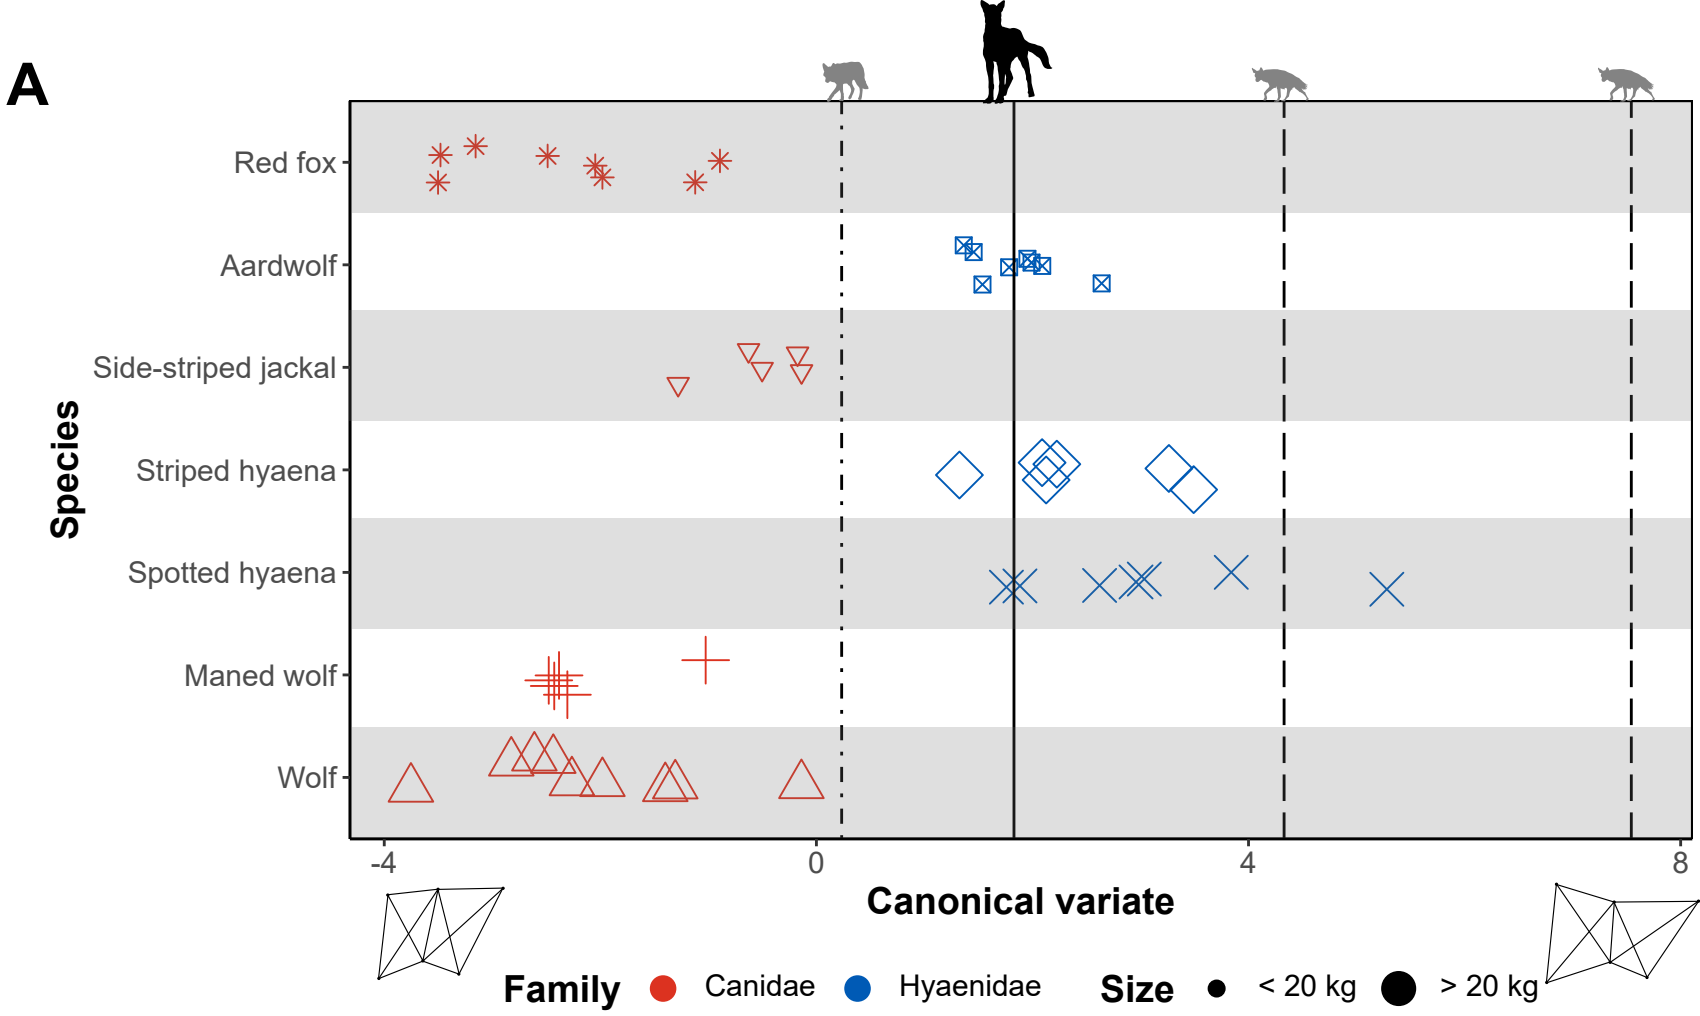 A
Red fox
Aardwolf
Side-striped jackal
Striped hyaena
Spotted hyaena
Maned wolf
Wolf
Species
-4 0 4 8
Canonical variate
Family Canidae Hyaenidae Size < 20 kg > 20 kg